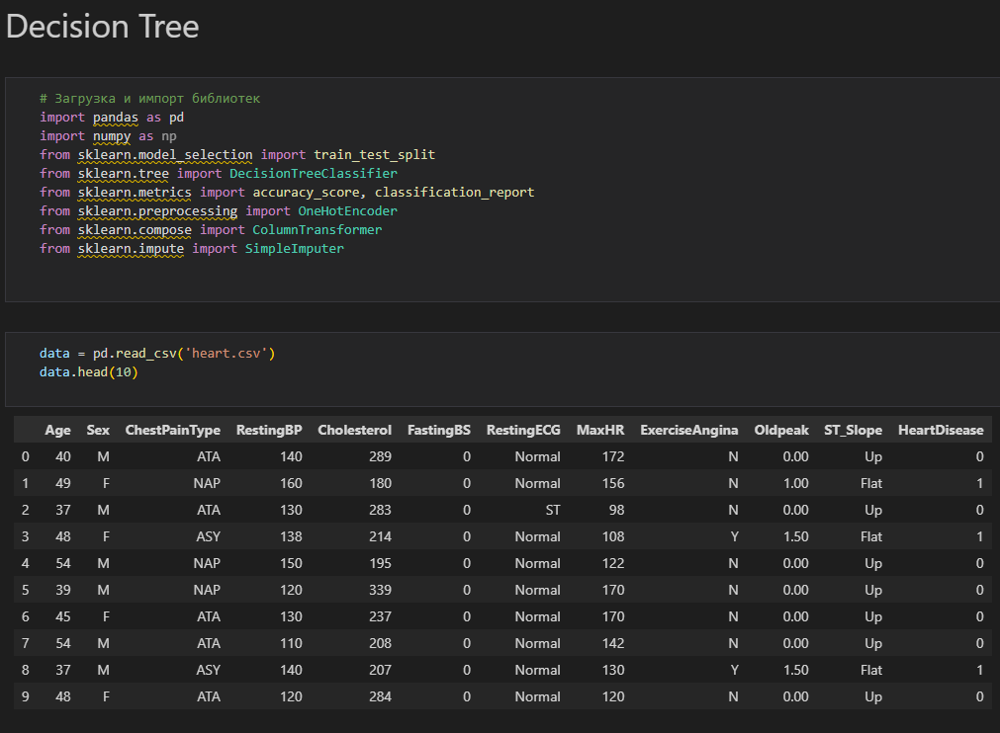 Decision Tree
# Загрузка и импорт библиотек
import pandas as pd
import numpy as np
from sklearn.model_selection import train_test_split
from sklearn.tree import DecisionTreeClassifier
from sklearn.metrics import accuracy_score, classification_report
from sklearn.preprocessing import OneHotEncoder
from sklearn.compose import ColumnTransformer
from sklearn.impute import SimpleImputer
data = pd.read_csv('heart.csv')
data.head(10)
Age Sex ChestPainType RestingBP Cholesterol FastingBS RestingECG MaxHR ExerciseAngina Oldpeak ST_Slope HeartDisease
0 40 M ATA 140 289 0 Normal 172 N 0.00 Up 0
1 49 F NAP 160 180 0 Normal 156 N 1.00 Flat 1
2 37 M ATA 130 283 0 ST 98 N 0.00 Up 0
3 48 F ASY 138 214 0 Normal 108 Y 1.50 Flat 1
4 54 M NAP 150 195 0 Normal 122 N 0.00 Up 0
5 39 M NAP 120 339 0 Normal 170 N 0.00 Up 0
6 45 F ATA 130 237 0 Normal 170 N 0.00 Up 0
7 54 M ATA 110 208 0 Normal 142 N 0.00 Up 0
8 37 M ASY 140 207 0 Normal 130 Y 1.50 Flat 1
9 48 F ATA 120 284 0 Normal 120 N 0.00 Up 0